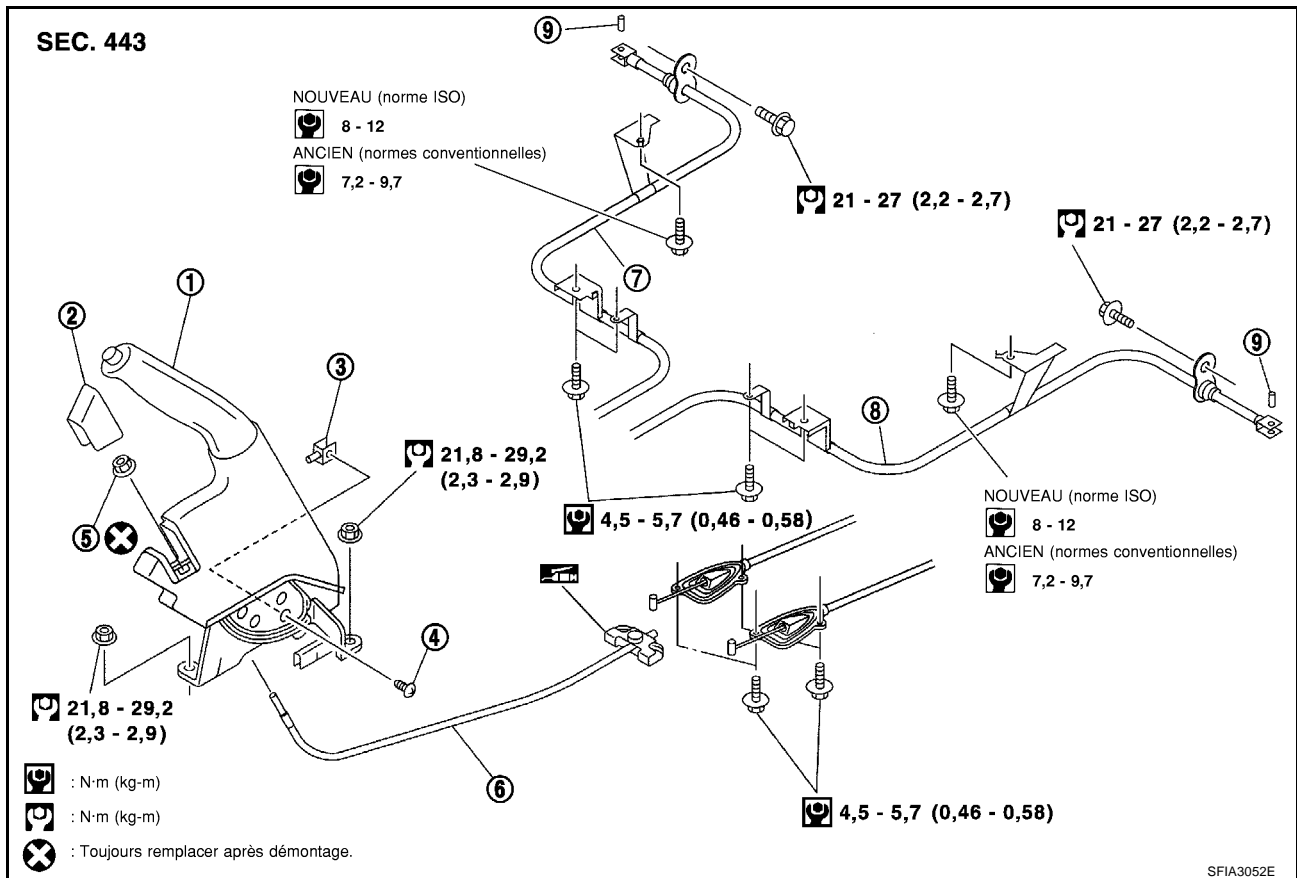 SEC. 443
9
NOUVEAU (norme ISO)
8 - 12
ANCIEN (normes conventionnelles)
7,2 - 9,7
21 - 27 (2,2 - 2,7)
21 - 27 (2,2 - 2,7)
7
1
2
3
9
8
21,8 - 29,2
(2,3 - 2,9)
5
4,5 - 5,7 (0,46 - 0,58)
NOUVEAU (norme ISO)
8 - 12
ANCIEN (normes conventionnelles)
7,2 - 9,7
4
21,8 - 29,2
(2,3 - 2,9)
6
4,5 - 5,7 (0,46 - 0,58)
: N·m (kg-m)
: N·m (kg-m)
: Toujours remplacer après démontage.
SFIA3052E